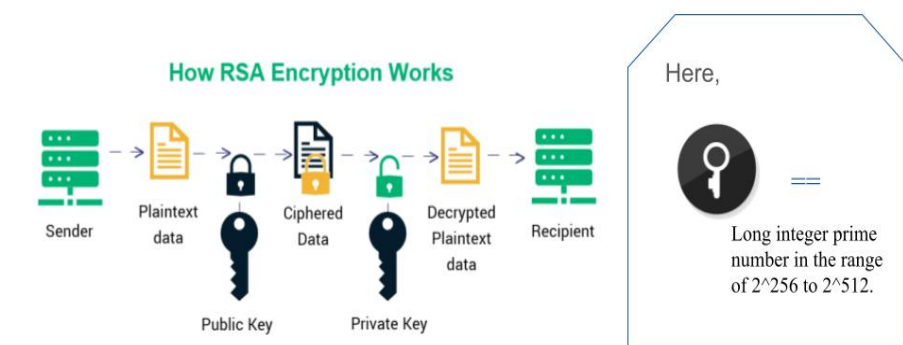 How RSA Encryption Works
Sender
Plaintext
data
Public Key
Ciphered
Data
Private Key
Decrypted
Plaintext
data
Recipient
Here,
==
Long integer prime
number in the range
of 2^256 to 2^512.